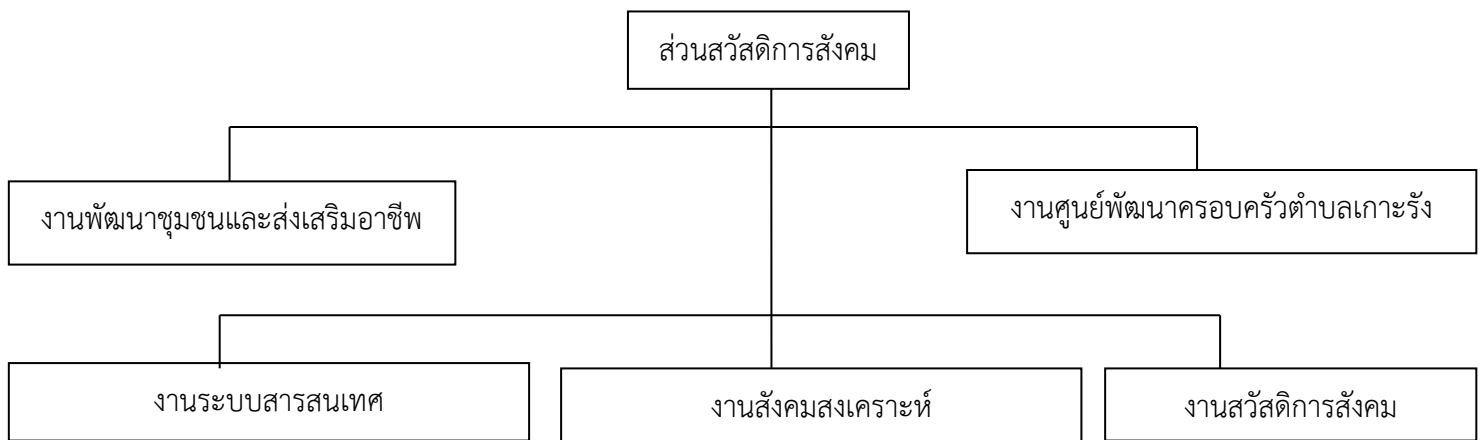 ส่วนสวัสดิการสังคม
งานพัฒนาชุมชนและส่งเสริมอาชีพ
งานศูนย์พัฒนาครอบครัวตำบลเกาะรัง
งานระบบสารสนเทศ
งานสังคมสงเคราะห์
งานสวัสดิการสังคม